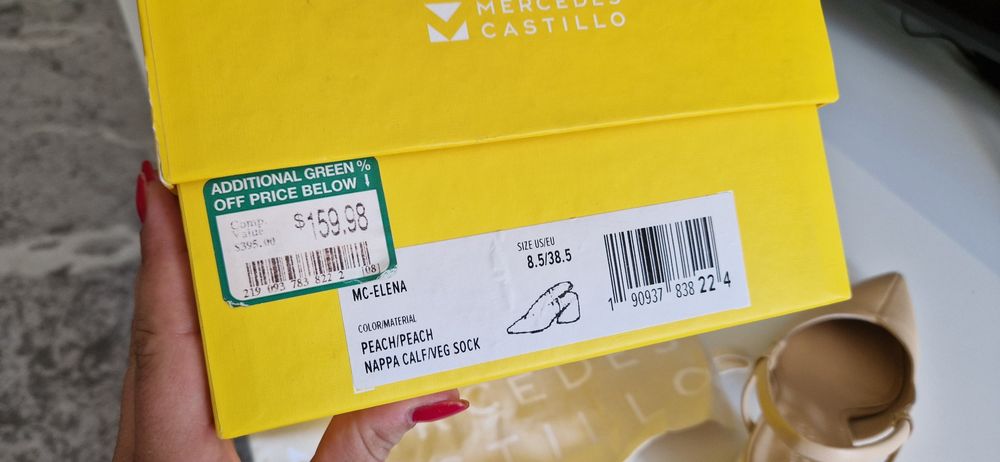 MERCEDES
CASTILLO
ADDITIONAL GREEN %
OFF PRICE BELOW ↓
Comp.
Value
$395.00
$159.98
219 093 783 822 2 (08)
MC-ELENA
COLOR/MATERIAL
PEACH/PEACH
NAPPA CALF/VEG SOCK
SIZE US/EU
8.5/38.5
1 90937 838 22 4
CEDES
TILLO